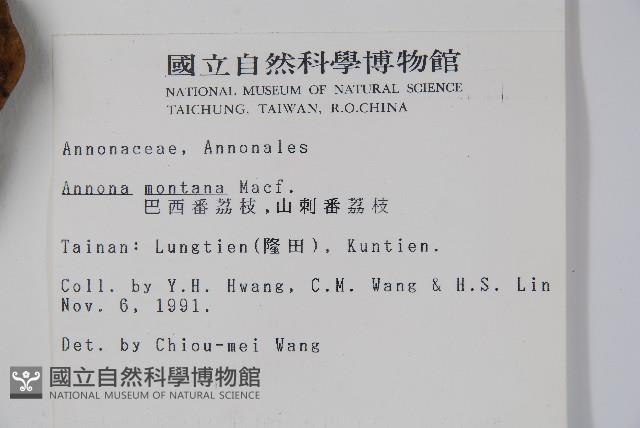 國立自然科學博物館
NATIONAL MUSEUM OF NATURAL SCIENCE
TAICHUNG, TAIWAN, R.O.CHINA
Annonaceae, Annonales
Annona montana Macf.
巴西番荔枝,山刺番荔枝
Tainan: Lungtien(隆田), Kuntien.
Coll. by Y.H. Hwang, C.M. Wang & H.S. Lin
Nov. 6, 1991.
Det. by Chiou-mei Wang
國立自然科學博物館
NATIONAL MUSEUM OF NATURAL SCIENCE